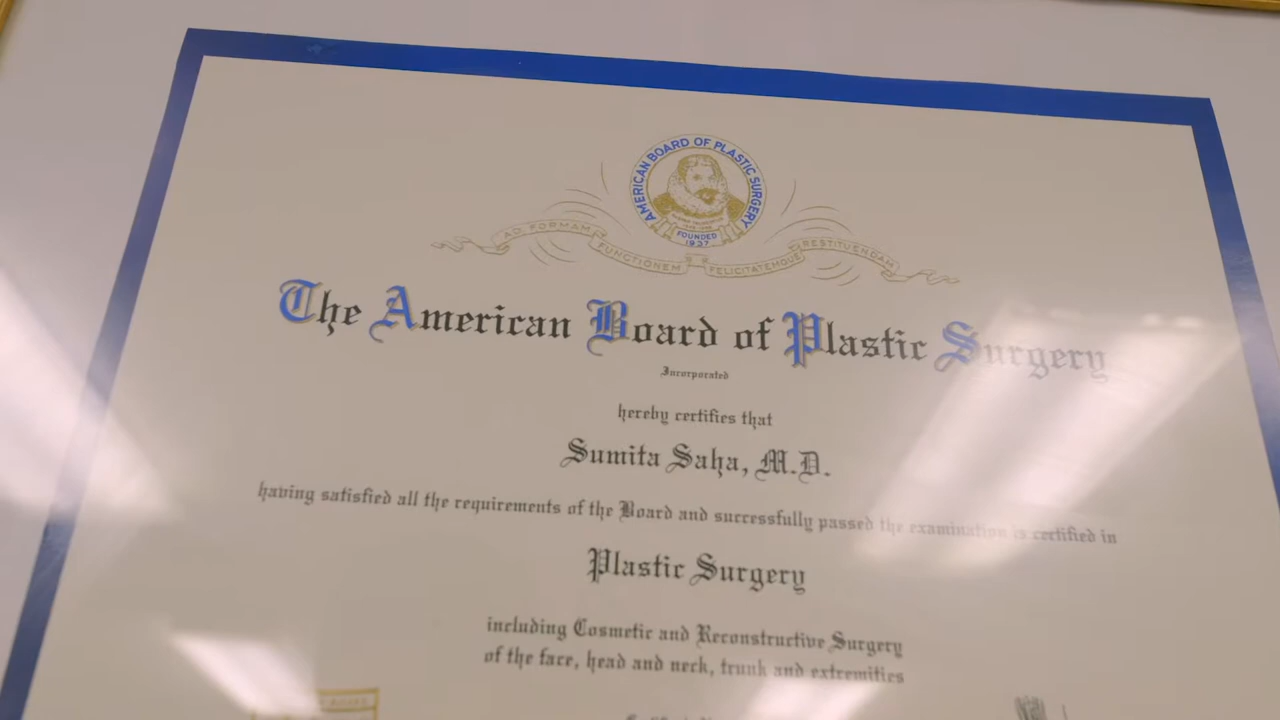 AMERICAN BOARD OF PLASTIC SURGERY
FOUNDED
1937
AD FORMAM
FUNCTIONEM
FELICITATEMQUE
RESTITUENDAM
The American Board of Plastic Surgery
Incorporated
hereby certifies that
Sumita Saha, M.D.
having satisfied all the requirements of the Board and successfully passed the examination is certified in
Plastic Surgery
including Cosmetic and Reconstructive Surgery
of the face, head and neck, trunk and extremities